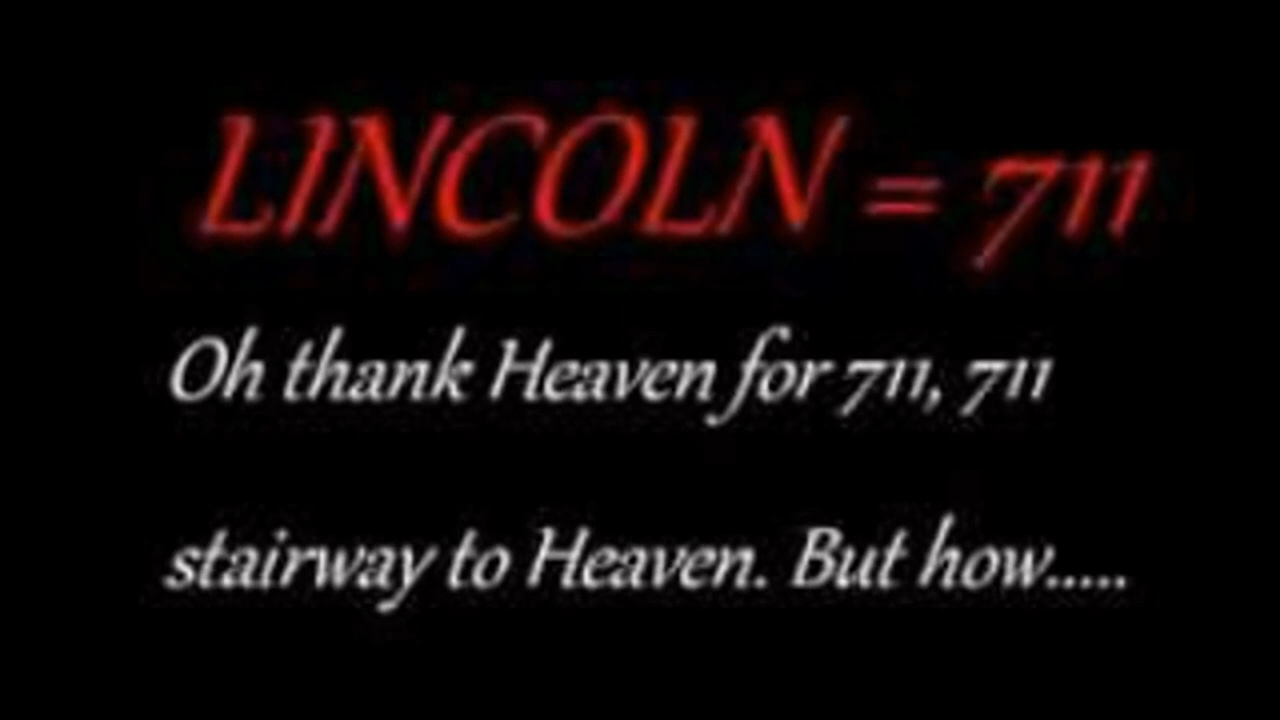 LINCOLN = 711
Oh thank Heaven for 711, 711
stairway to Heaven. But how.....